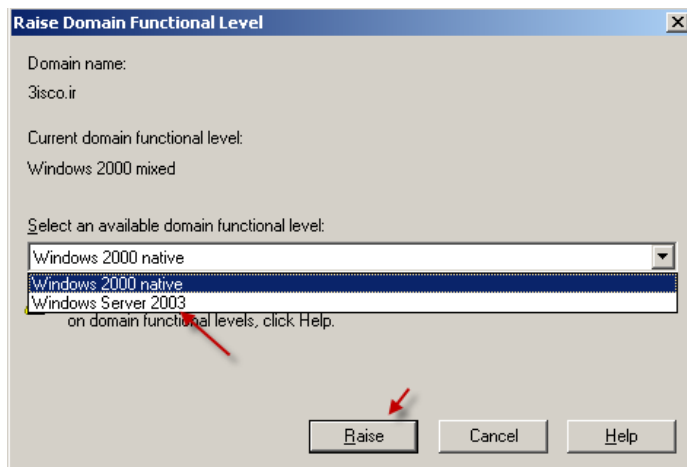 Raise Domain Functional Level
Domain name:
3isco.ir
Current domain functional level:
Windows 2000 mixed
Select an available domain functional level:
Windows 2000 native
Windows 2000 native
Windows Server 2003
on domain functional levels, click Help.
Raise
Cancel
Help